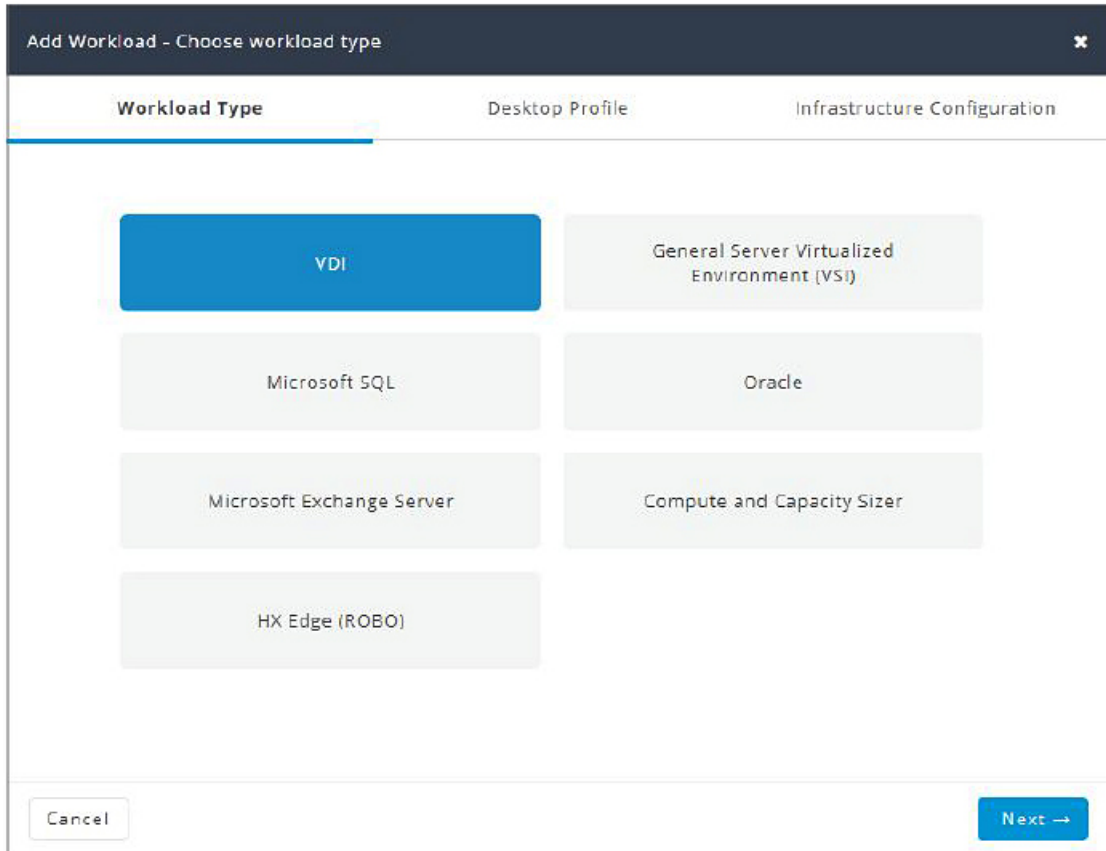 Add Workload - Choose workload type ✖
Workload Type Desktop Profile Infrastructure Configuration
VDI
General Server Virtualized
Environment (VSI)
Microsoft SQL
Oracle
Microsoft Exchange Server
Compute and Capacity Sizer
HX Edge (ROBO)
Cancel
Next →